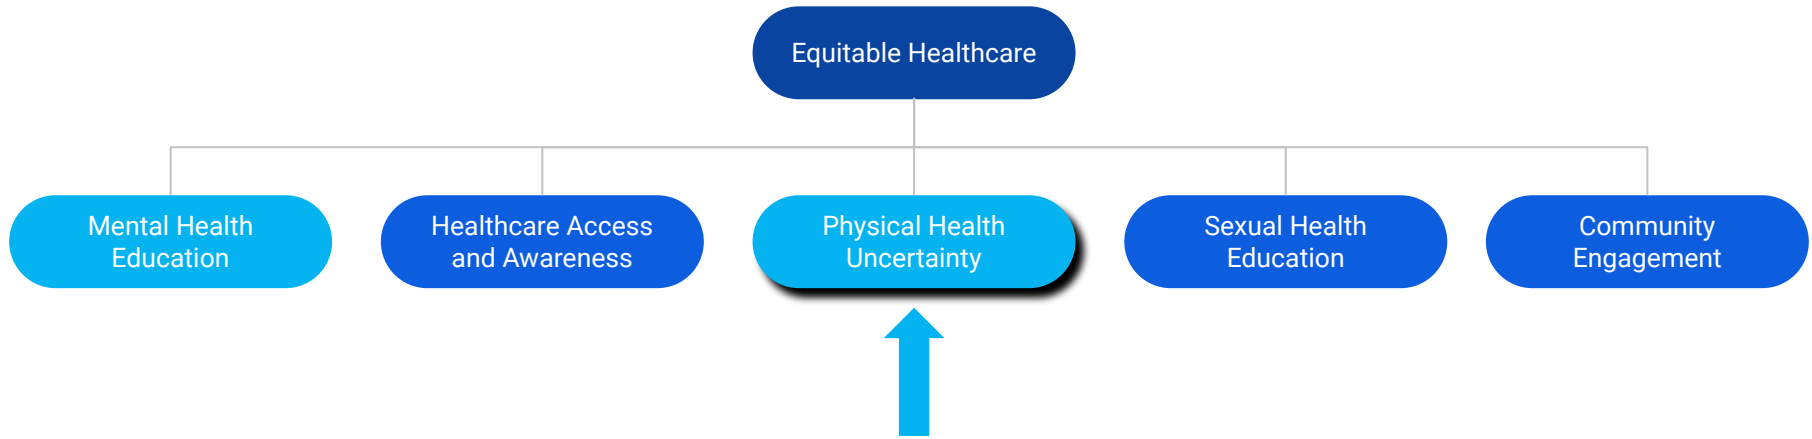 Equitable Healthcare
Mental Health
Education
Healthcare Access
and Awareness
Physical Health
Uncertainty
Sexual Health
Education
Community
Engagement